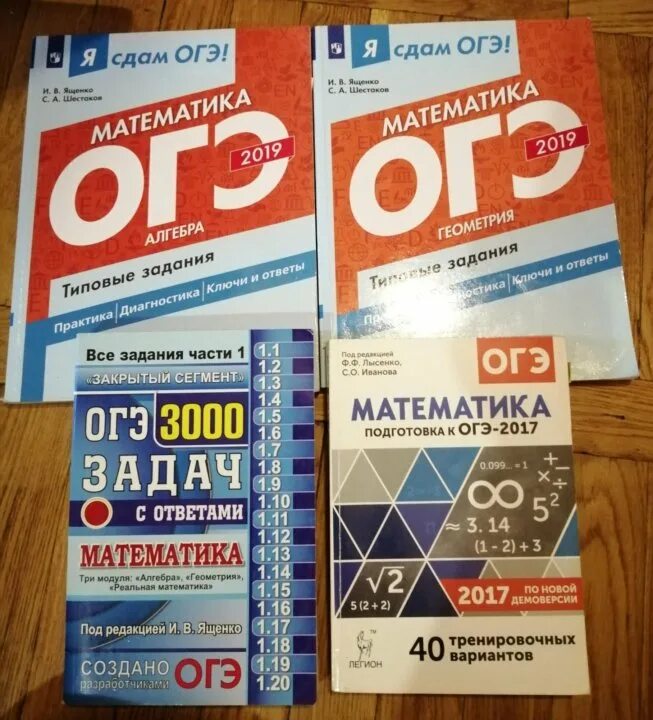 Я сдам ОГЭ!
И. В. Ященко
С. А. Шестаков
МАТЕМАТИКА
ОГЭ
2019
АЛГЕБРА
Типовые задания
Практика Диагностика Ключи и ответы
Я сдам ОГЭ!
И. В. Ященко
С. А. Шестаков
МАТЕМАТИКА
ОГЭ
2019
ГЕОМЕТРИЯ
Типовые задания
Ключи и ответы
Все задания части 1
"ЗАКРЫТЫЙ СЕГМЕНТ"
ОГЭ 3000
ЗАДАЧ
С ОТВЕТАМИ
МАТЕМАТИКА
Три модуля: «Алгебра», «Геометрия»,
«Реальная математика»
Под редакцией И. В. Ященко
СОЗДАНО
разработчиками ОГЭ
1.1
1.2
1.3
1.4
1.5
1.6
1.7
1.8
1.9
1.10
1.11
1.12
1.13
1.14
1.15
1.16
1.17
1.18
1.19
1.20
Под редакцией
Ф.Ф. Лысенко,
С.О. Иванова
ОГЭ
МАТЕМАТИКА
ПОДГОТОВКА К ОГЭ-2017
0.099... = 1
∞
5²
+
× −
÷
≈ 3.14
(1 - 2) + 3
√2
5 (2 + 2)
2017 ПО НОВОЙ
ДЕМОВЕРСИИ
ЛЕГИОН
40 тренировочных
вариантов